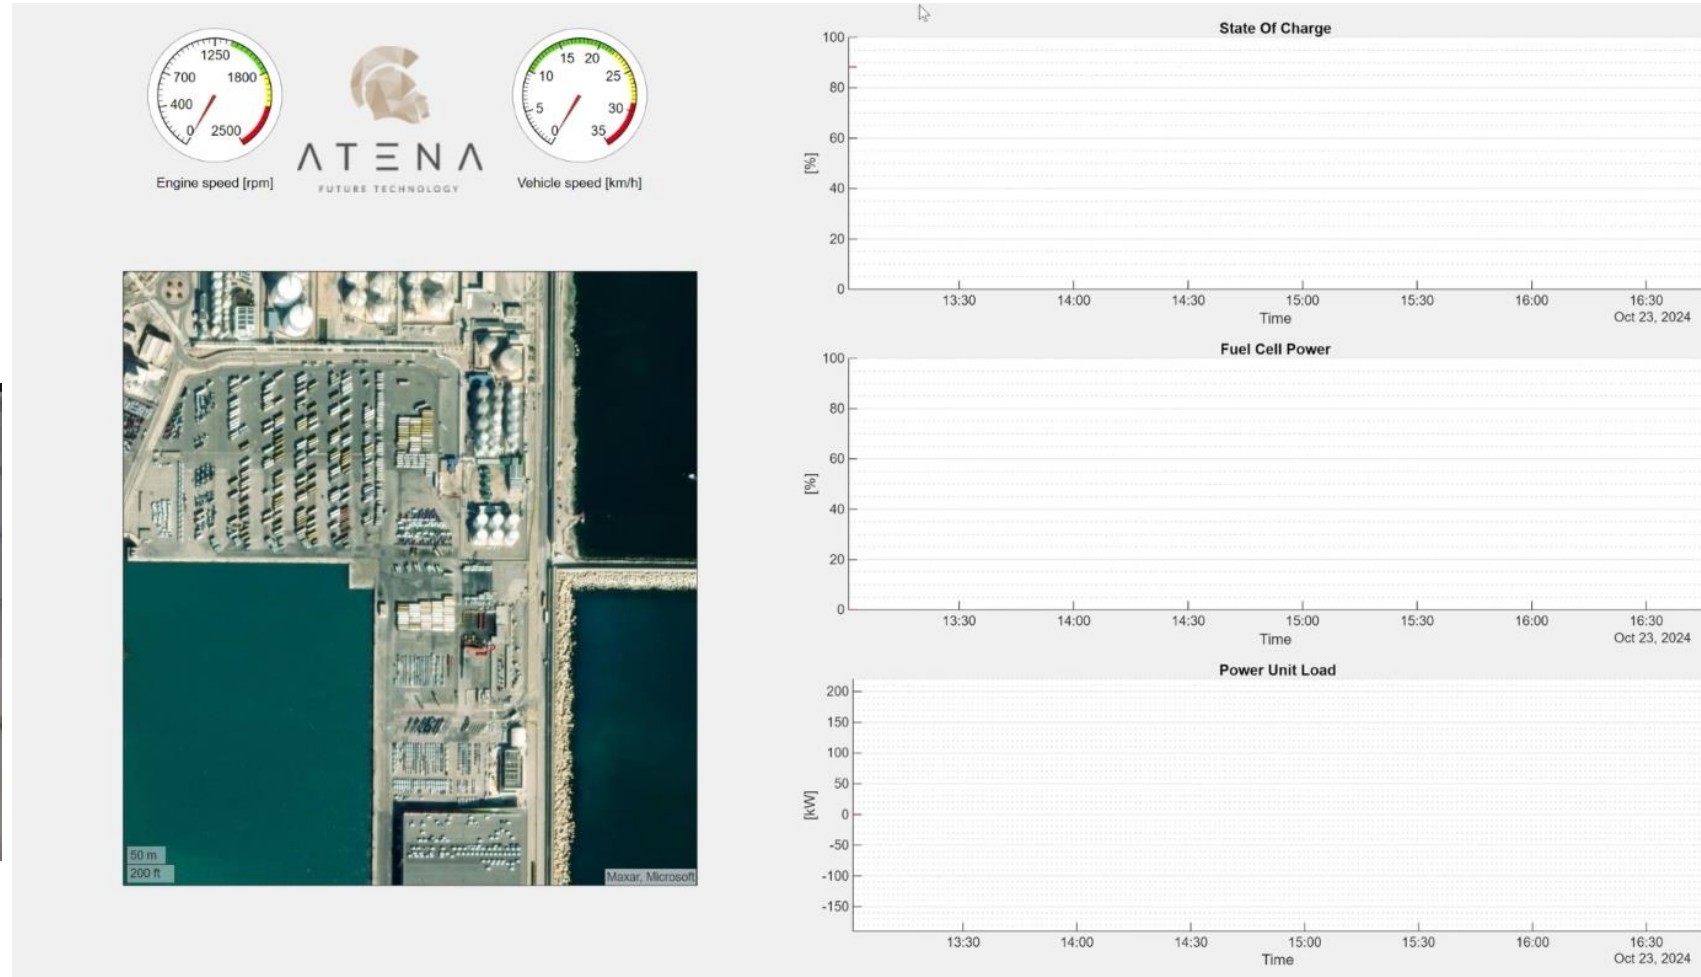 1250
700
1800
400
0
2500
Engine speed [rpm]
ATENA
FUTURE TECHNOLOGY
15
20
10
25
5
30
0
35
Vehicle speed [km/h]
50 m
200 ft
Maxar, Microsoft
State Of Charge
100
80
60
40
20
0
[%]
13:30 14:00 14:30 15:00 15:30 16:00 16:30
Time
Oct 23, 2024
Fuel Cell Power
100
80
60
40
20
0
[%]
13:30 14:00 14:30 15:00 15:30 16:00 16:30
Time
Oct 23, 2024
Power Unit Load
200
150
100
50
0
-50
-100
-150
[kW]
13:30 14:00 14:30 15:00 15:30 16:00 16:30
Time
Oct 23, 2024